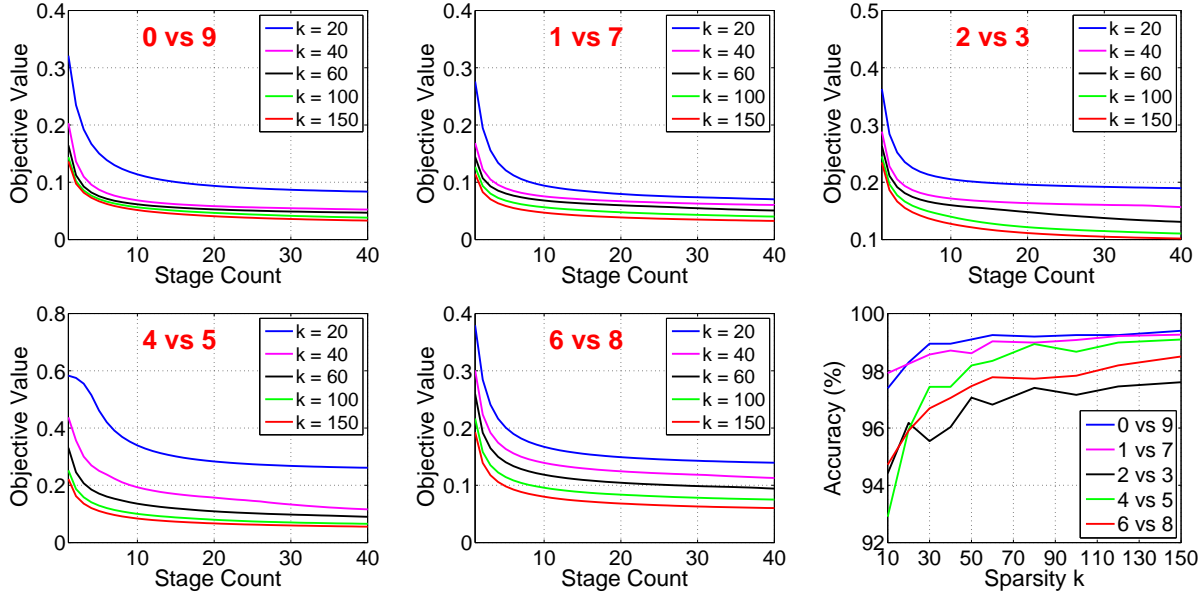 0 vs 9
k = 20
k = 40
k = 60
k = 100
k = 150
Objective Value
0.4
0.3
0.2
0.1
0
10 20 30 40
Stage Count
1 vs 7
k = 20
k = 40
k = 60
k = 100
k = 150
Objective Value
0.4
0.3
0.2
0.1
0
10 20 30 40
Stage Count
2 vs 3
k = 20
k = 40
k = 60
k = 100
k = 150
Objective Value
0.5
0.4
0.3
0.2
0.1
10 20 30 40
Stage Count
4 vs 5
k = 20
k = 40
k = 60
k = 100
k = 150
Objective Value
0.8
0.6
0.4
0.2
0
10 20 30 40
Stage Count
6 vs 8
k = 20
k = 40
k = 60
k = 100
k = 150
Objective Value
0.4
0.3
0.2
0.1
0
10 20 30 40
Stage Count
Accuracy (%)
100
98
96
94
92
0 vs 9
1 vs 7
2 vs 3
4 vs 5
6 vs 8
10 30 50 70 90 110 130 150
Sparsity k